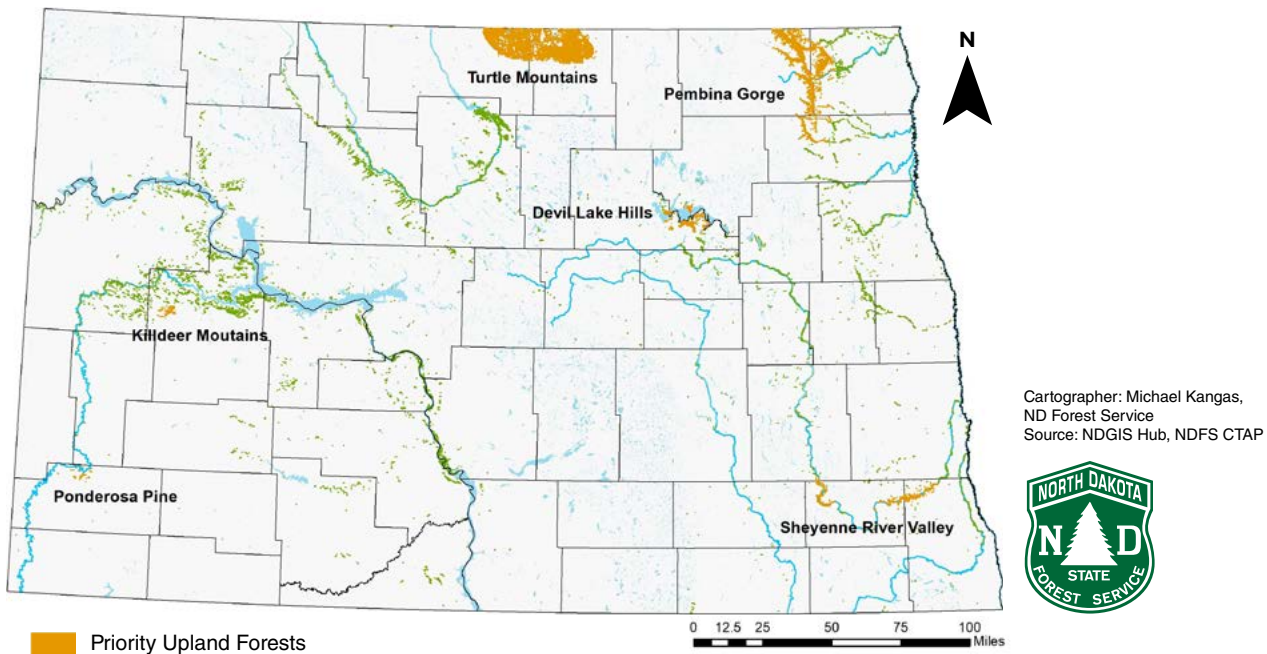 N
Turtle Mountains
Pembina Gorge
Devil Lake Hills
Killdeer Moutains
Ponderosa Pine
Sheyenne River Valley
Cartographer: Michael Kangas,
ND Forest Service
Source: NDGIS Hub, NDFS CTAP
NORTH DAKOTA
N D
STATE
FOREST SERVICE
Priority Upland Forests
0 12.5 25 50 75 100
Miles